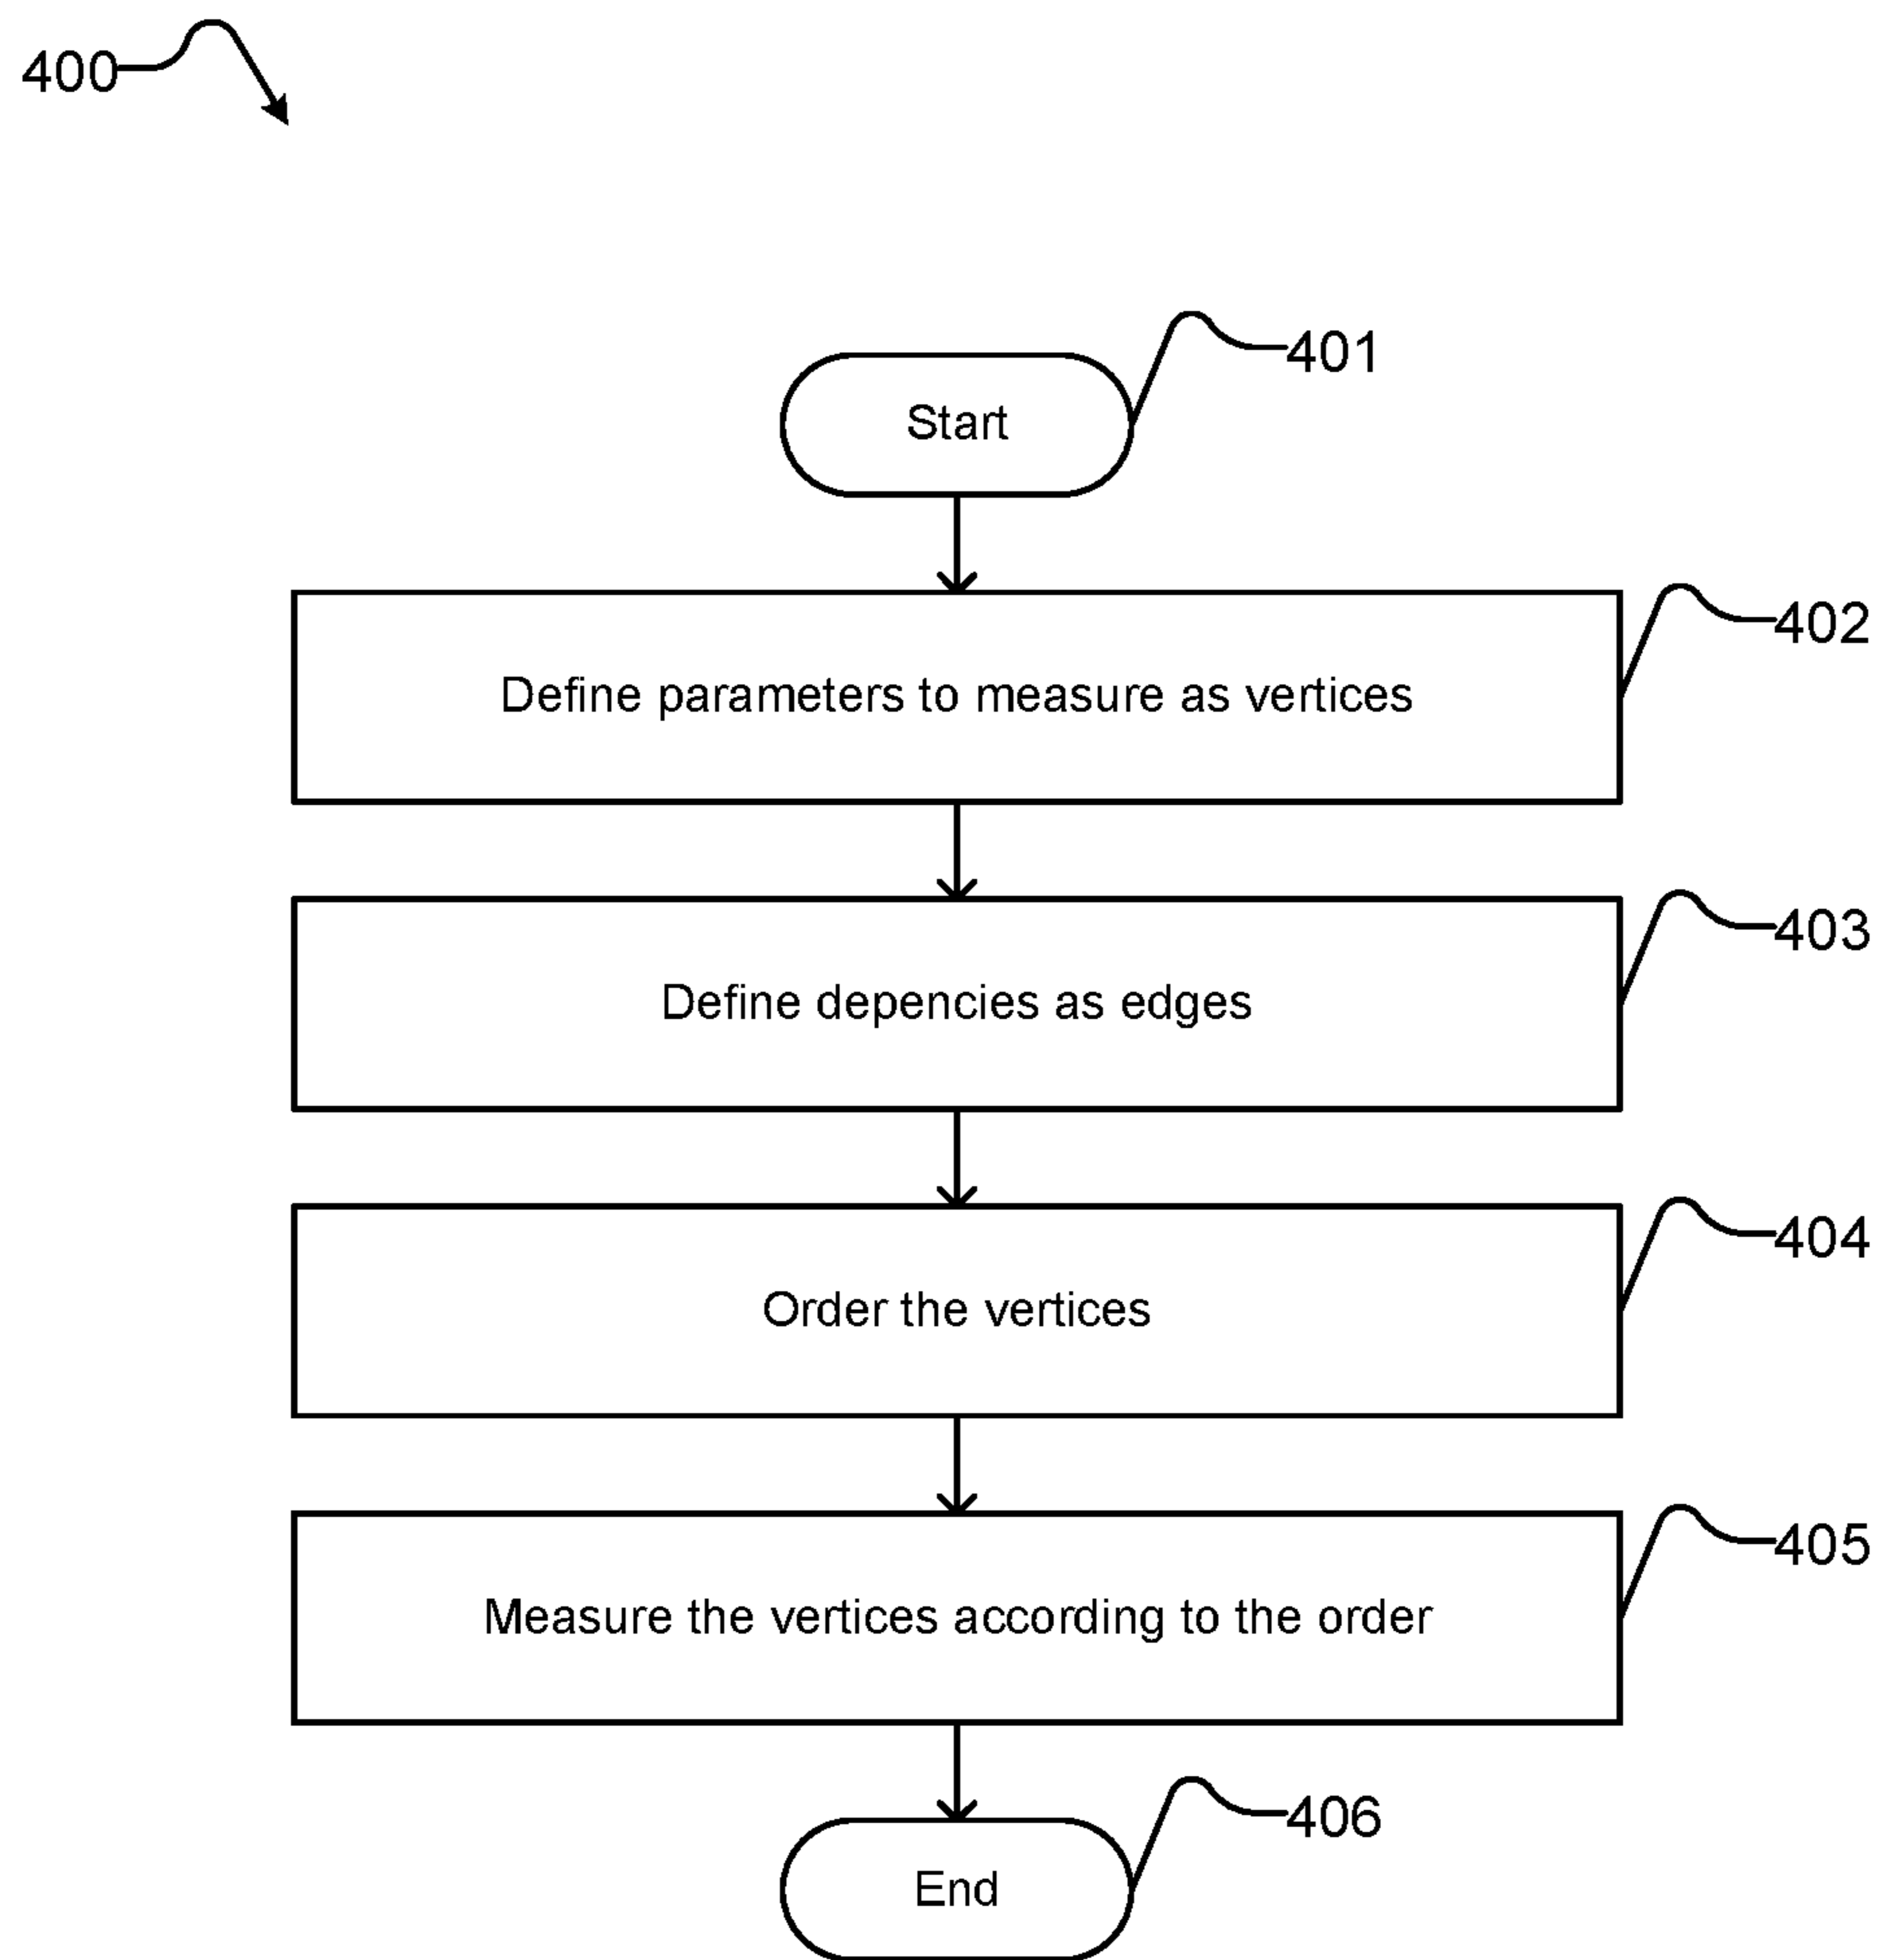 400
401
Start
402
Define parameters to measure as vertices
403
Define depencies as edges
404
Order the vertices
405
Measure the vertices according to the order
406
End